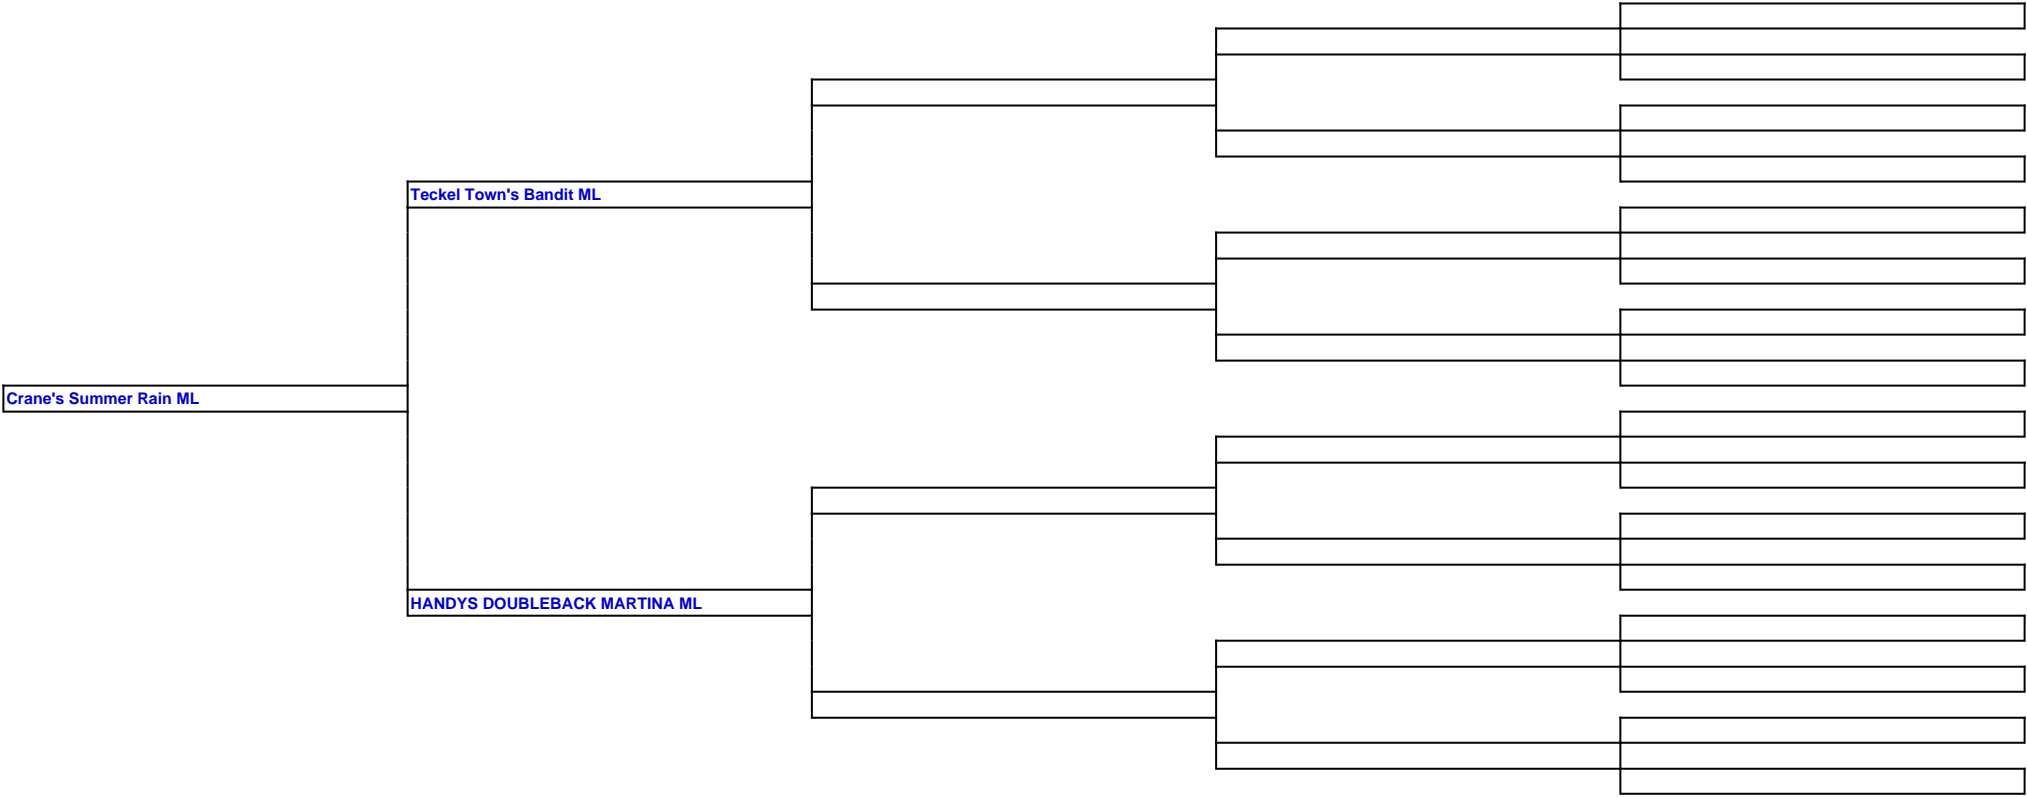 Teckel Town's Bandit ML
Crane's Summer Rain ML
HANDYS DOUBLEBACK MARTINA ML